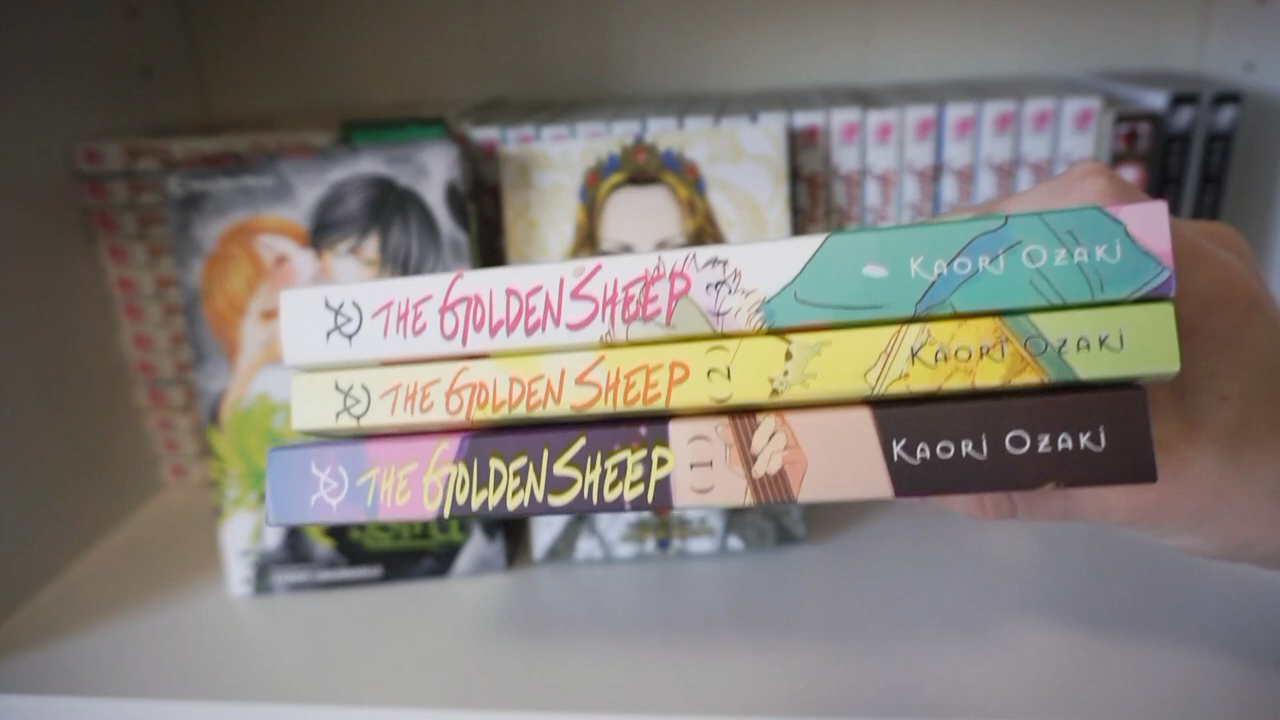 THE GOLDEN SHEEP (3) KAORI OZAKI
THE GOLDEN SHEEP (2) KAORI OZAKI
THE GOLDEN SHEEP (1) KAORI OZAKI